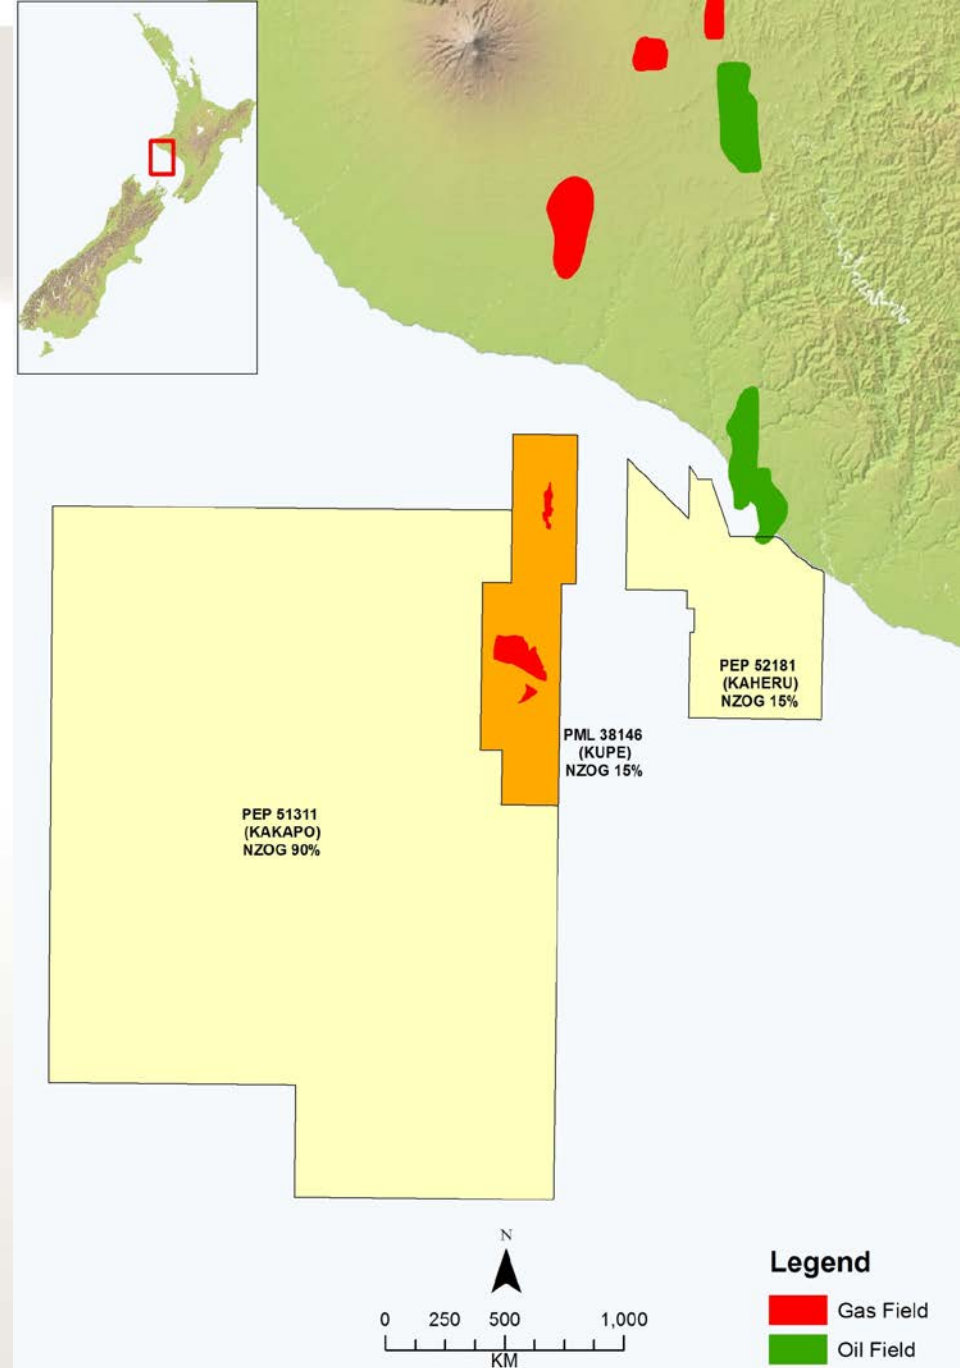 PEP 52181
(KAHERU)
NZOG 15%
PML 38146
(KUPE)
NZOG 15%
PEP 51311
(KAKAPO)
NZOG 90%
N
0 250 500 1,000
KM
Legend
Gas Field
Oil Field